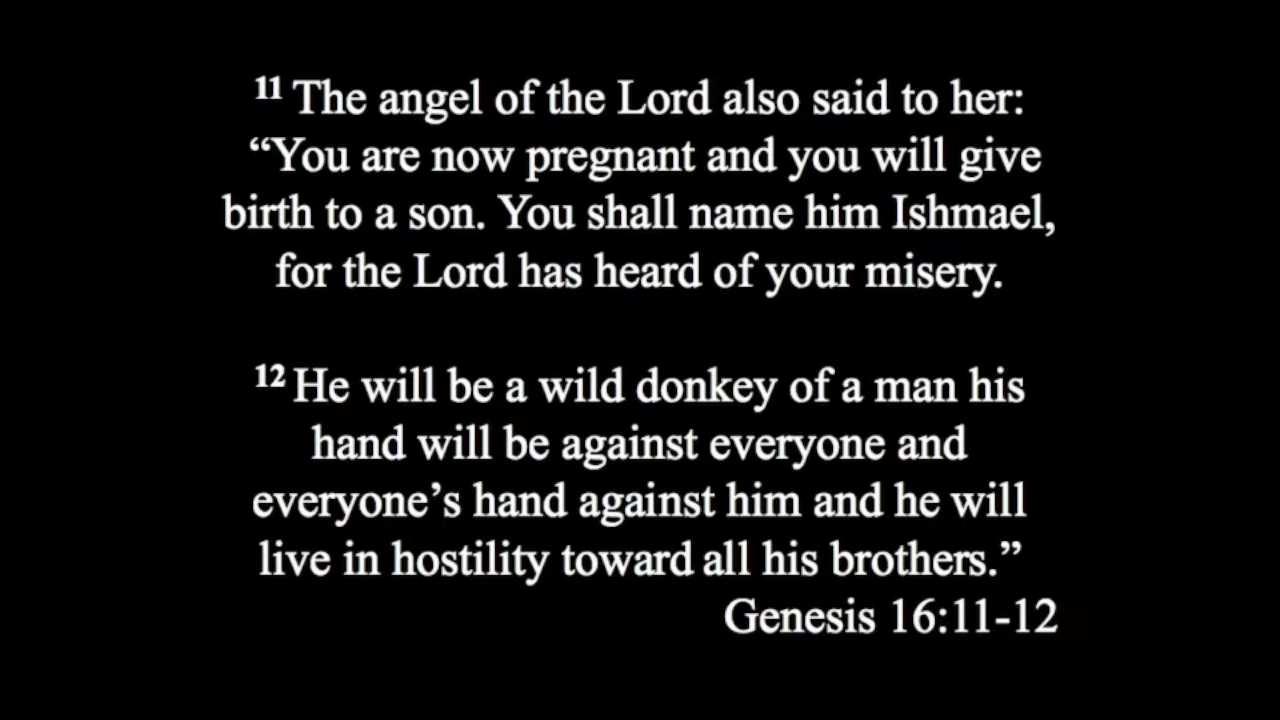 11 The angel of the Lord also said to her:
“You are now pregnant and you will give
birth to a son. You shall name him Ishmael,
for the Lord has heard of your misery.
12 He will be a wild donkey of a man his
hand will be against everyone and
everyone’s hand against him and he will
live in hostility toward all his brothers.”
Genesis 16:11-12